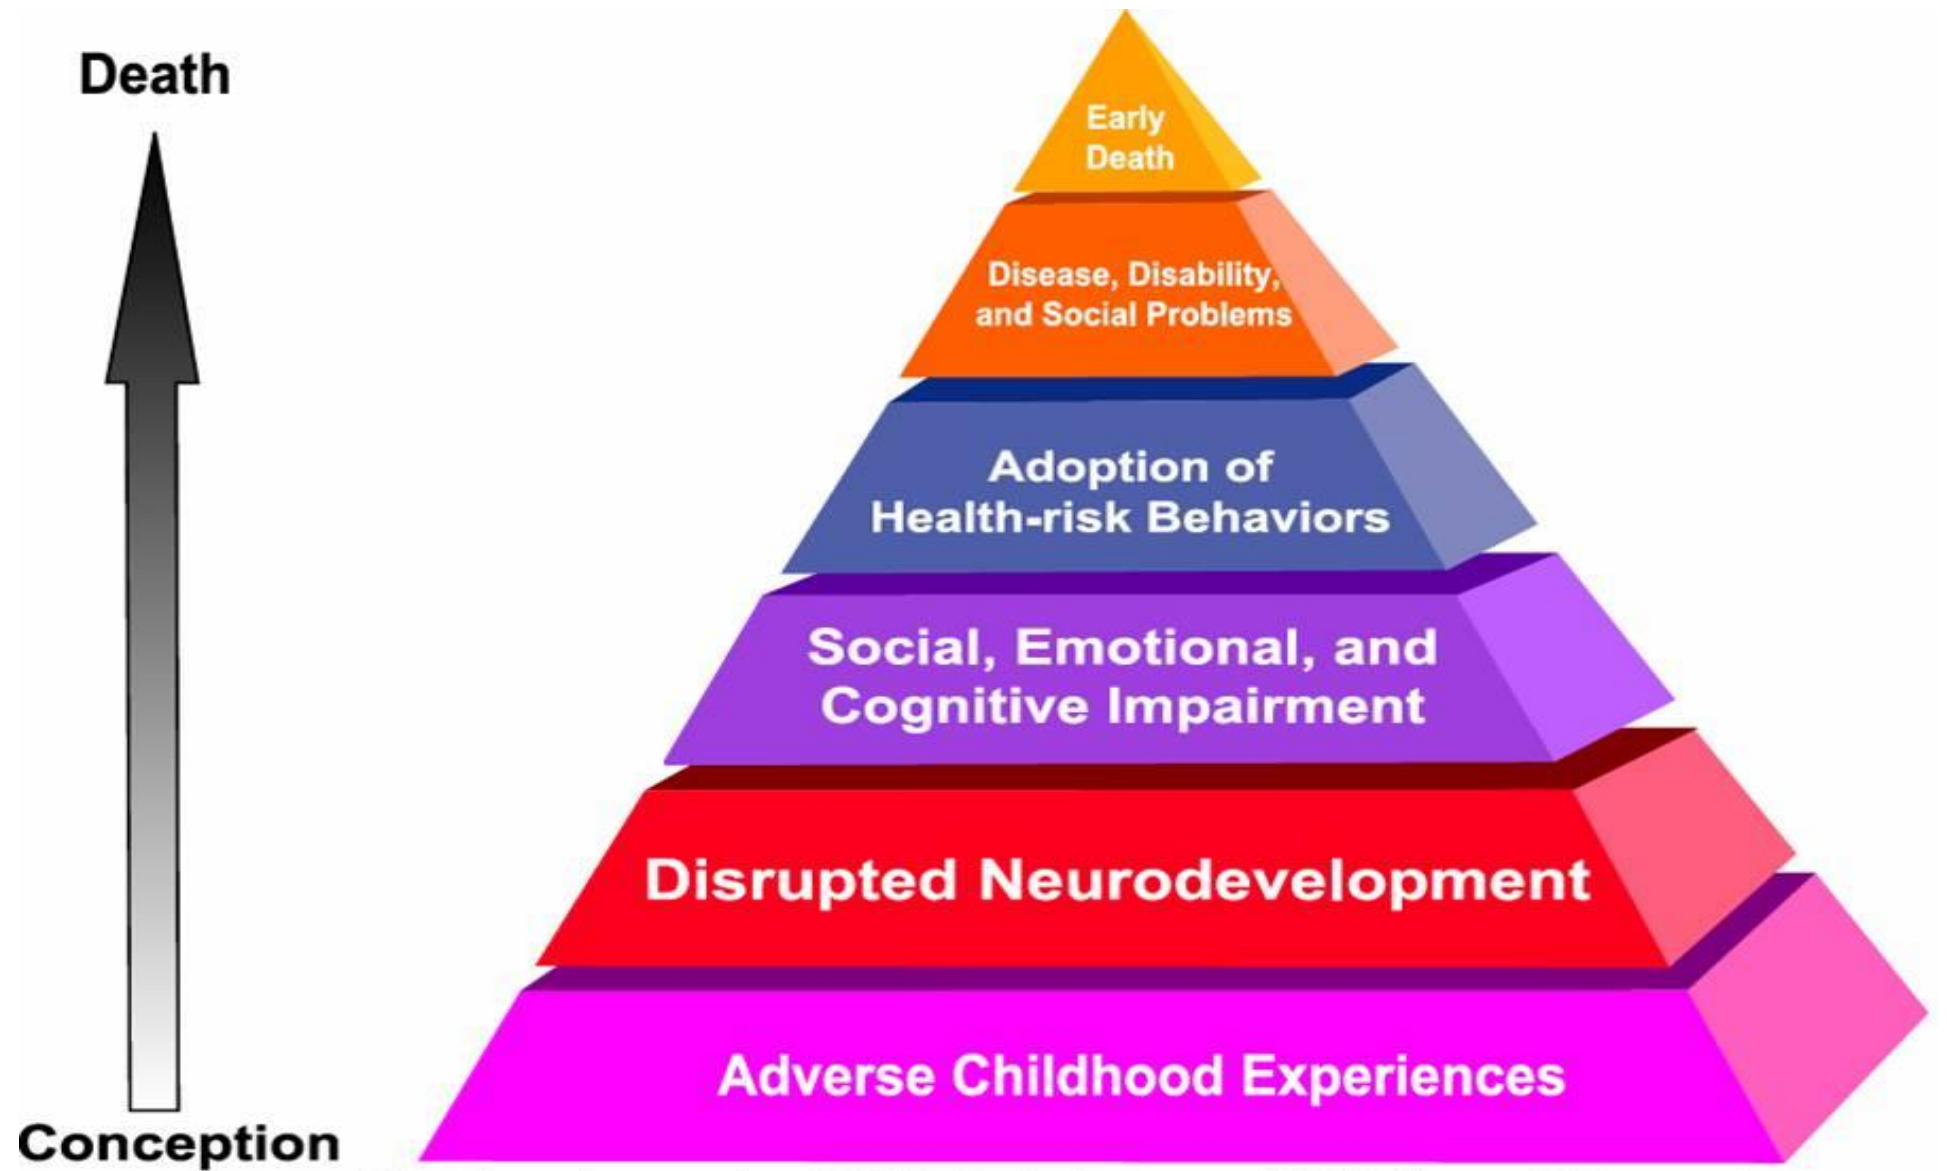 Death
Early
Death
Disease, Disability,
and Social Problems
Adoption of
Health-risk Behaviors
Social, Emotional, and
Cognitive Impairment
Disrupted Neurodevelopment
Adverse Childhood Experiences
Conception